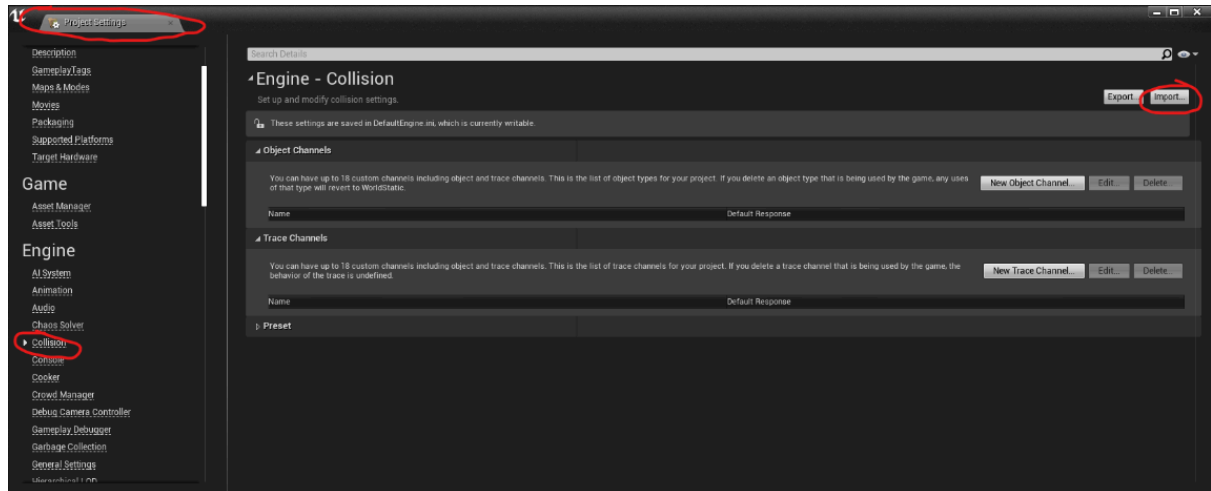 Project Settings
Description
GameplayTags
Maps & Modes
Movies
Packaging
Supported Platforms
Target Hardware
Game
Asset Manager
Asset Tools
Engine
AI System
Animation
Audio
Chaos Solver
Collision
Console
Cooker
Crowd Manager
Debug Camera Controller
Gameplay Debugger
Garbage Collection
General Settings
Hierarchical LOD
Search Details
Engine - Collision
Set up and modify collision settings.
Export...
Import...
These settings are saved in DefaultEngine.ini, which is currently writable.
Object Channels
You can have up to 18 custom channels including object and trace channels. This is the list of object types for your project. If you delete an object type that is being used by the game, any uses
of that type will revert to WorldStatic.
New Object Channel... Edit... Delete...
Name Default Response
Trace Channels
You can have up to 18 custom channels including object and trace channels. This is the list of trace channels for your project. If you delete a trace channel that is being used by the game, the
behavior of the trace is undefined.
New Trace Channel... Edit... Delete...
Name Default Response
Preset